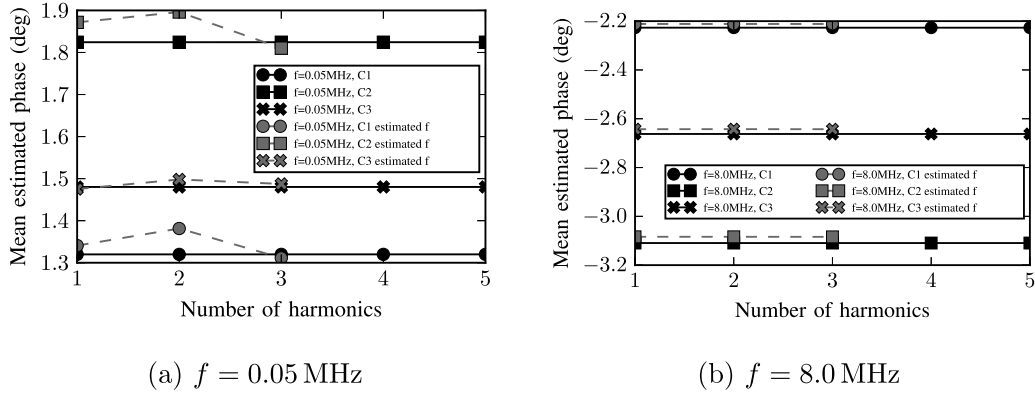 1.9
1.8
1.7
1.6
1.5
1.4
1.3
Mean estimated phase (deg)
f=0.05MHz, C1
f=0.05MHz, C2
f=0.05MHz, C3
f=0.05MHz, C1 estimated f
f=0.05MHz, C2 estimated f
f=0.05MHz, C3 estimated f
1 2 3 4 5
Number of harmonics
(a) f = 0.05 MHz
−2.2
−2.4
−2.6
−2.8
−3.0
−3.2
Mean estimated phase (deg)
f=8.0MHz, C1 f=8.0MHz, C1 estimated f
f=8.0MHz, C2 f=8.0MHz, C2 estimated f
f=8.0MHz, C3 f=8.0MHz, C3 estimated f
1 2 3 4 5
Number of harmonics
(b) f = 8.0 MHz